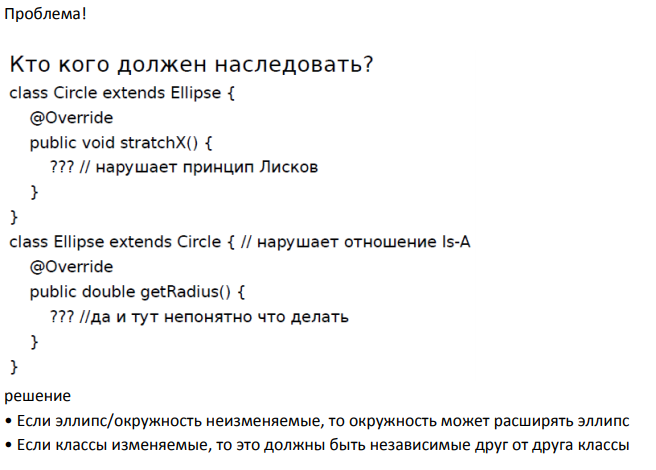 Проблема!
Кто кого должен наследовать?
class Circle extends Ellipse {
@Override
public void stratchX() {
??? // нарушает принцип Лисков
}
}
class Ellipse extends Circle { // нарушает отношение Is-A
@Override
public double getRadius() {
??? //да и тут непонятно что делать
}
}
решение
• Если эллипс/окружность неизменяемые, то окружность может расширять эллипс
• Если классы изменяемые, то это должны быть независимые друг от друга классы